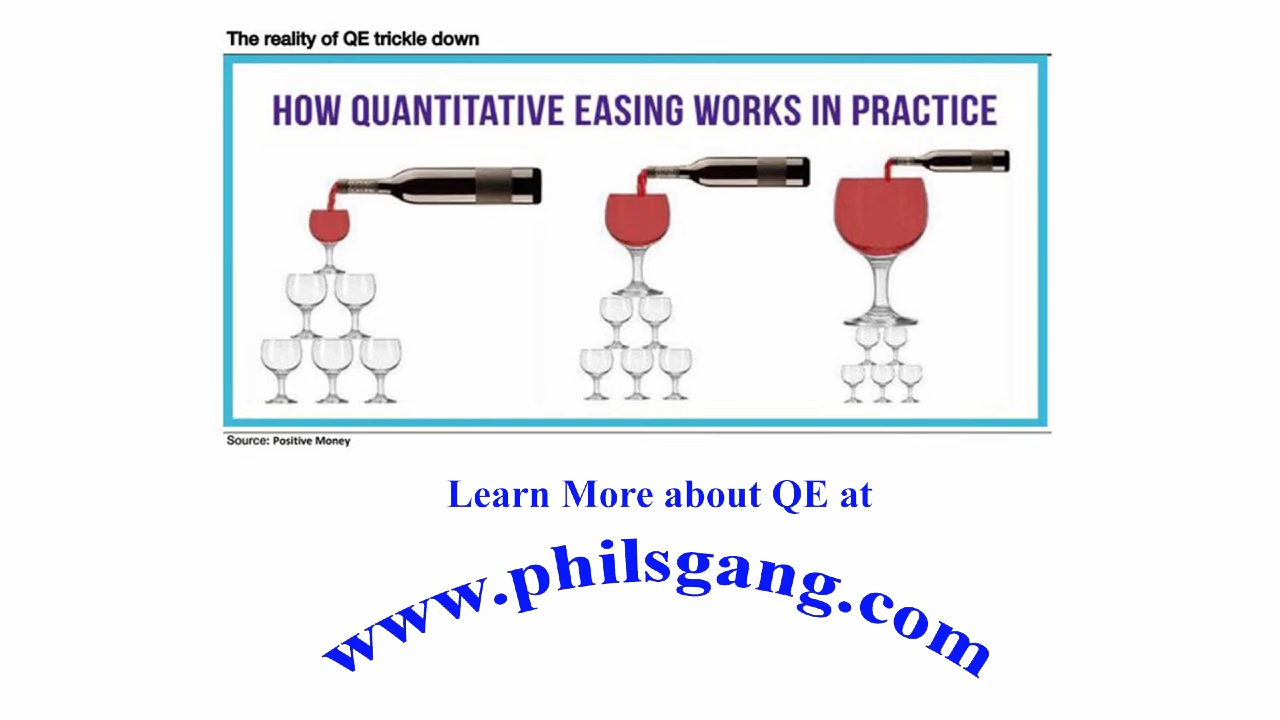 The reality of QE trickle down
HOW QUANTITATIVE EASING WORKS IN PRACTICE
Source: Positive Money
Learn More about QE at
www.philsgang.com